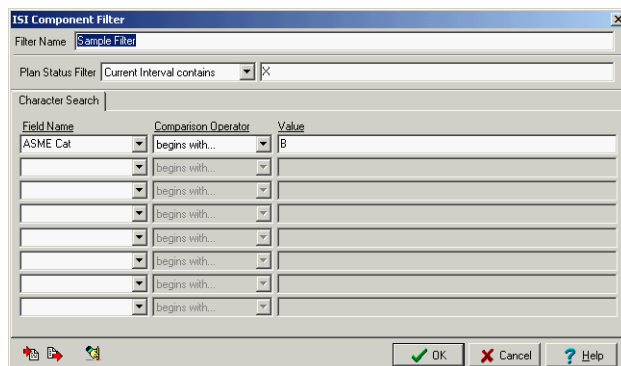 ISI Component Filter
Filter Name Sample Filter
Plan Status Filter Current Interval contains X
Character Search
Field Name Comparison Operator Value
ASME Cat begins with... B
begins with...
begins with...
begins with...
begins with...
begins with...
begins with...
begins with...
OK Cancel ? Help